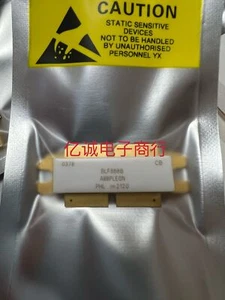 CAUTION
STATIC SENSITIVE
DEVICES
NOT TO BE HANDLED
BY UNAUTHORISED
PERSONNEL YX
亿诚电子商行
AMPLEON